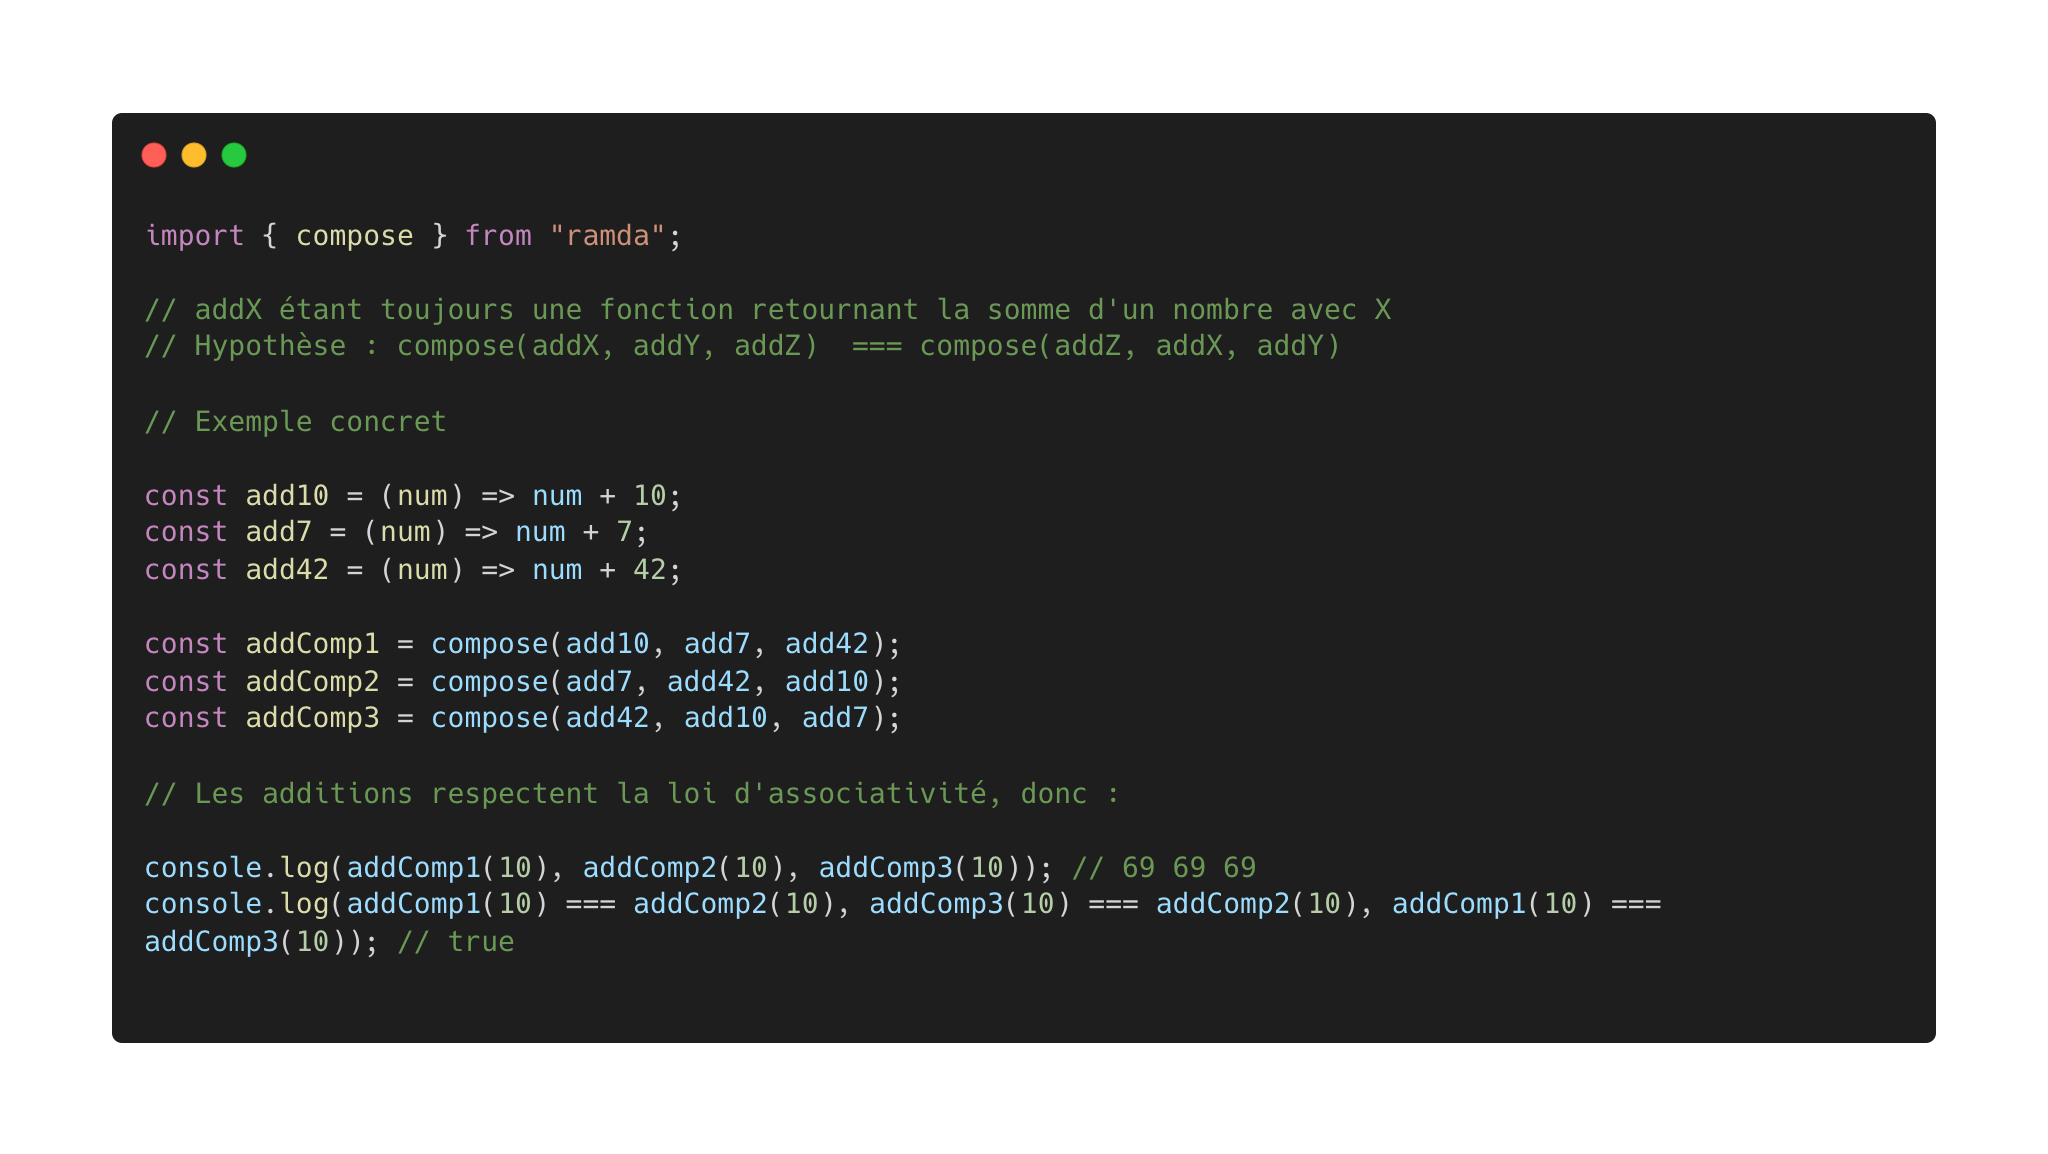 import { compose } from "ramda";
// addX étant toujours une fonction retournant la somme d'un nombre avec X
// Hypothèse : compose(addX, addY, addZ)  === compose(addZ, addX, addY)
// Exemple concret
const add10 = (num) => num + 10;
const add7 = (num) => num + 7;
const add42 = (num) => num + 42;
const addComp1 = compose(add10, add7, add42);
const addComp2 = compose(add7, add42, add10);
const addComp3 = compose(add42, add10, add7);
// Les additions respectent la loi d'associativité, donc :
console.log(addComp1(10), addComp2(10), addComp3(10)); // 69 69 69
console.log(addComp1(10) === addComp2(10), addComp3(10) === addComp2(10), addComp1(10) ===
addComp3(10)); // true